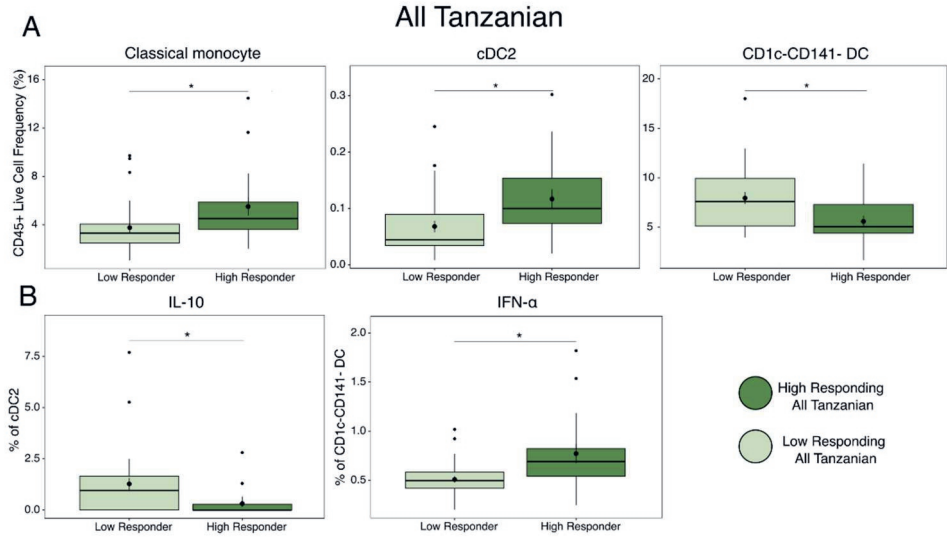 All Tanzanian
A
Classical monocyte
cDC2
CD1c-CD141- DC
CD45+ Live Cell Frequency (%)
16
12
8
4
*
Low Responder
High Responder
0.3
0.2
0.1
0.0
*
Low Responder
High Responder
20
15
10
5
*
Low Responder
High Responder
B
IL-10
IFN-α
% of cDC2
7.5
5.0
2.5
0.0
*
Low Responder
High Responder
% of CD1c-CD141- DC
2.0
1.5
1.0
0.5
*
Low Responder
High Responder
High Responding
All Tanzanian
Low Responding
All Tanzanian